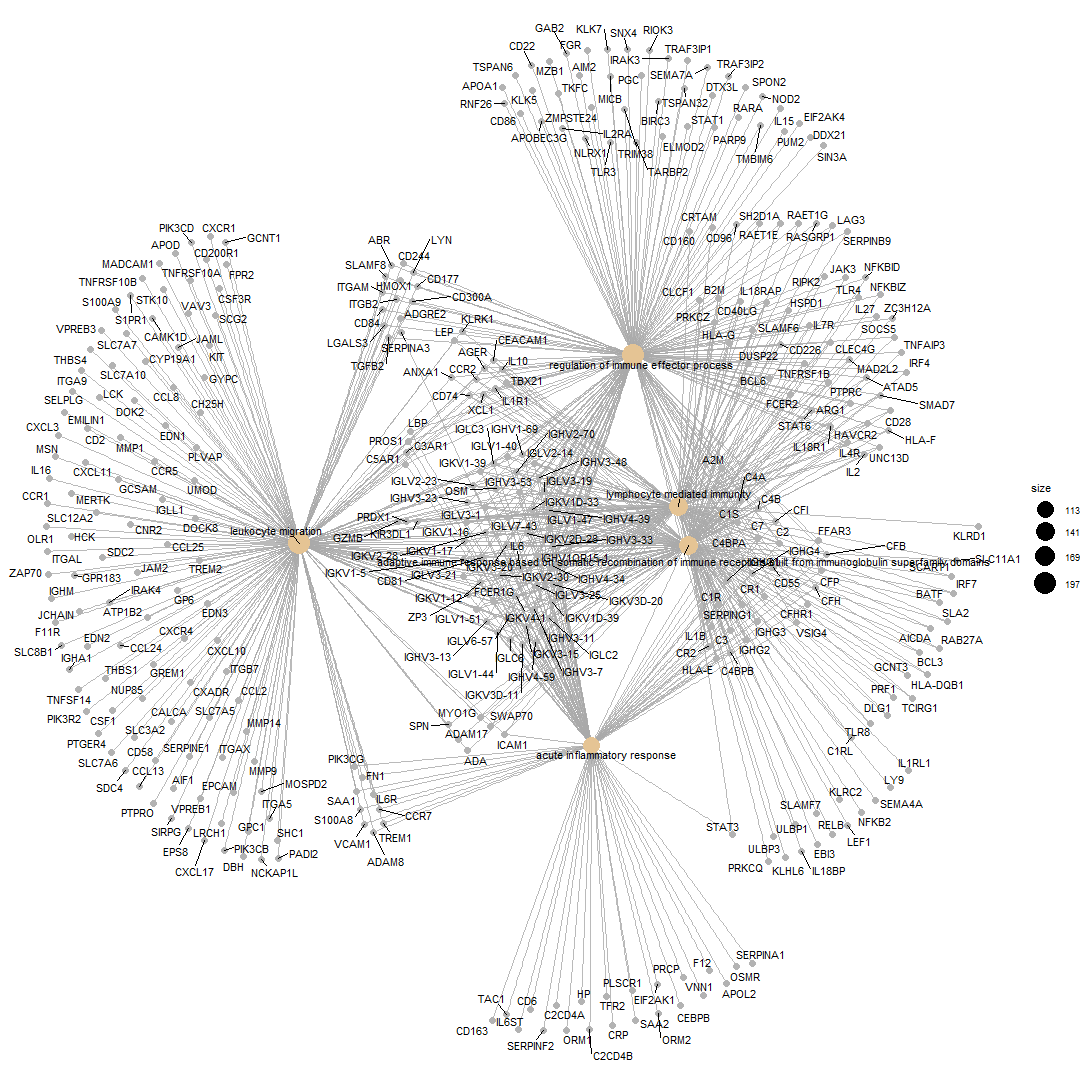 GAB2
KLK7
SNX4
RIOK3
CD22
FGR
IRAK3
TRAF3IP1
TSPAN6
MZB1
AIM2
PGC
SEMA7A
TRAF3IP2
APOA1
TKFC
DTX3L
SPON2
RNF26
KLK5
MICB
TSPAN32
RARA
NOD2
CD86
ZMPSTE24
BIRC3
STAT1
IL15
EIF2AK4
APOBEC3G
IL2RA
ELMOD2
PARP9
PUM2
DDX21
NLRX1
TRIM38
TMBIM6
SIN3A
TLR3
TARBP2
CRTAM
SH2D1A
RAET1G
LAG3
CD160
CD96
RAET1E
RASGRP1
SERPINB9
PIK3CD
CXCR1
GCNT1
APOD
CD200R1
MADCAM1
TNFRSF10A
FPR2
TNFRSF10B
STK10
CSF3R
S100A9
VAV3
SCG2
S1PR1
VPREB3
CAMK1D
JAML
SLC7A7
CYP19A1
KIT
THBS4
SLC7A10
GYPC
ITGA9
LCK
CCL8
CH25H
SELPLG
DOK2
EMILIN1
EDN1
CXCL3
CD2
MMP1
PLVAP
MSN
CCR5
IL16
CXCL11
UMOD
GCSAM
CCR1
MERTK
IGLL1
SLC12A2
CNR2
DOCK8
OLR1
HCK
CCL25
ITGAL
SDC2
JAM2
TREM2
ZAP70
GPR183
IRAK4
IGHM
GP6
ATP1B2
EDN3
JCHAIN
F11R
EDN2
CXCR4
CCL24
SLC8B1
IGHA1
CXCL10
THBS1
GREM1
ITGB7
TNFSF14
NUP85
CXADR
CCL2
PIK3R2
CSF1
CALCA
SLC7A5
MMP14
PTGER4
SLC3A2
SLC7A6
CD58
SERPINE1
ITGAX
SDC4
CCL13
AIF1
MMP9
MOSPD2
PTPRO
VPREB1
EPCAM
ITGA5
SIRPG
LRCH1
GPC1
SHC1
EPS8
PIK3CB
PADI2
CXCL17
DBH
NCKAP1L
ABR
LYN
SLAMF8
CD244
ITGAM
HMOX1
CD177
ITGB2
CD300A
CD84
ADGRE2
KLRK1
LGALS3
SERPINA3
LEP
CEACAM1
TGFB2
AGER
IL10
ANXA1
CCR2
TBX21
CD74
IL1R1
XCL1
LBP
PROS1
C3AR1
C5AR1
IGLC3
IGHV1-69
IGHV2-70
IGLV1-40
IGLV2-14
IGKV1-39
IGHV3-48
IGLV2-23
IGHV3-53
IGHV3-19
OSM
IGHV3-23
IGKV1D-33
PRDX1
IGLV3-1
IGLV1-47
IGHV4-39
KIR3DL1
IGKV1-16
IGLV7-43
GZMB
IGKV2D-28
IGHV3-33
IGKV1-17
IL6
IGKV2-28
IGHV1OR15-1
IGKV1-5
IGLV3-21
IGKV3-20
CD81
IGKV2-30
IGHV4-34
IGKV1-12
FCER1G
IGLV3-25
IGKV3D-20
ZP3
IGLV1-51
IGKV4-1
IGKV1D-39
IGLV6-57
IGHV3-11
IGHV3-13
IGLC6
IGKV3-15
IGLC2
IGLV1-44
IGHV4-59
IGHV3-7
IGKV3D-11
MYO1G
SWAP70
SPN
ADAM17
ICAM1
ADA
PIK3CG
FN1
SAA1
IL6R
S100A8
CCR7
VCAM1
TREM1
ADAM8
leukocyte migration
regulation of immune effector process
lymphocyte mediated immunity
adaptive immune response based on somatic recombination of immune receptors built from immunoglobulin superfamily domains
acute inflammatory response
JAK3
NFKBID
RIPK2
TLR4
NFKBIZ
CLCF1
B2M
IL18RAP
HSPD1
IL27
ZC3H12A
PRKCZ
CD40LG
IL7R
SOCS5
HLA-G
SLAMF6
CD226
CLEC4G
TNFAIP3
DUSP22
MAD2L2
IRF4
BCL6
TNFRSF1B
PTPRC
ATAD5
FCER2
ARG1
SMAD7
STAT6
HAVCR2
CD28
IL18R1
IL4R
HLA-F
IL2
UNC13D
A2M
C4A
C4B
C1S
CFI
C7
C2
FFAR3
C4BPA
IGHG4
CFB
KLRD1
SLC11A1
SCART1
IGHG1
CD55
CFP
IRF7
C1R
CR1
CFH
BATF
SERPING1
CFHR1
SLA2
IL1B
C3
IGHG3
VSIG4
AICDA
RAB27A
CR2
IGHG2
BCL3
HLA-E
C4BPB
GCNT3
HLA-DQB1
PRF1
TCIRG1
DLG1
TLR8
C1RL
IL1RL1
LY9
KLRC2
SEMA4A
SLAMF7
NFKB2
STAT3
ULBP1
RELB
LEF1
ULBP3
EBI3
PRKCQ
KLHL6
IL18BP
SERPINA1
F12
OSMR
PRCP
VNN1
APOL2
PLSCR1
EIF2AK1
HP
TFR2
CEBPB
TAC1
CD6
C2CD4A
SAA2
CD163
IL6ST
CRP
ORM2
SERPINF2
ORM1
C2CD4B
size
113
141
169
197